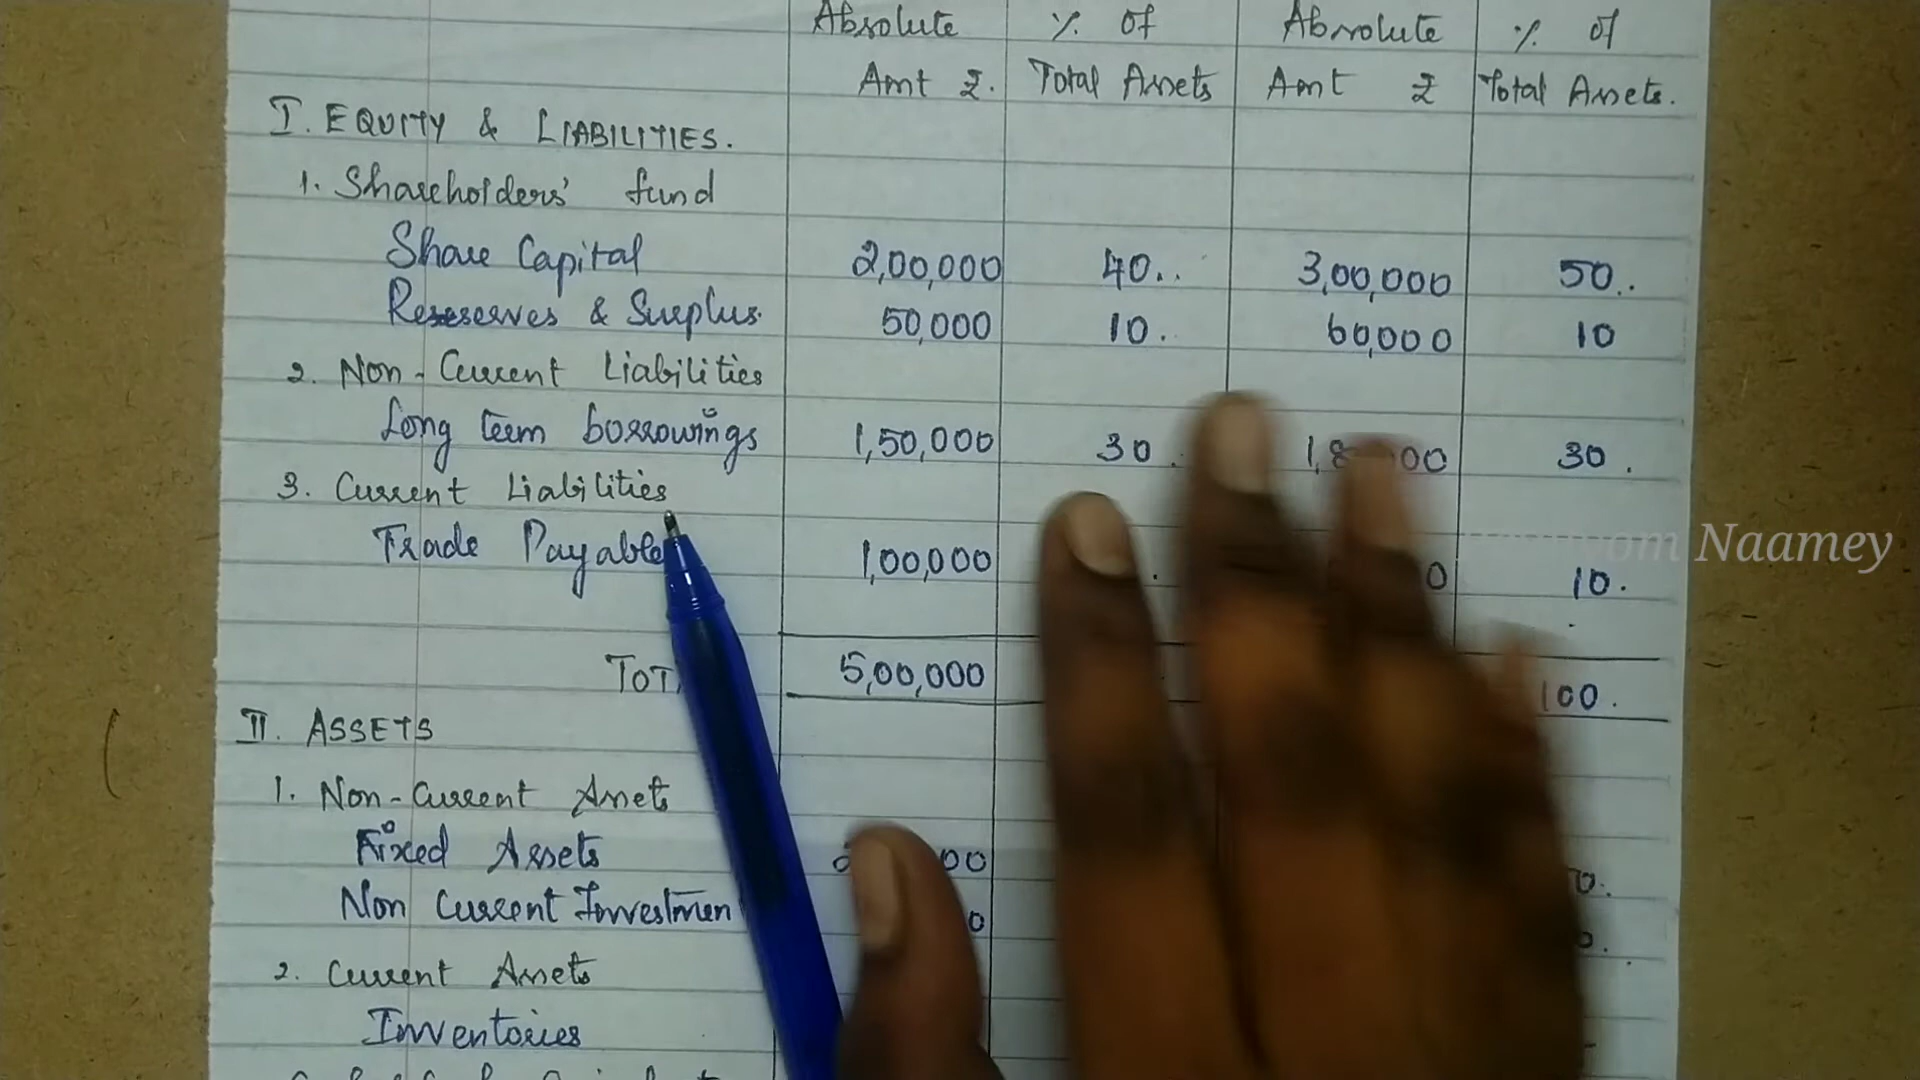 Absolute % of Absolute % of
Amt ₹. Total Assets Amt ₹ Total Assets.
I. EQUITY & LIABILITIES.
1. Shareholders' fund
Share Capital 2,00,000 40.. 3,00,000 50..
Reseserves & Surplus. 50,000 10. 60,000 10
2. Non-Current Liabilities
Long term borrowings 1,50,000 30. 30.
3. Current Liabilities
Trade Payable 1,00,000 10.
Naamey
5,00,000 100.
II. ASSETS
1. Non-Current Assets
Fixed Assets
Non Current
2. Current Assets
Inventories